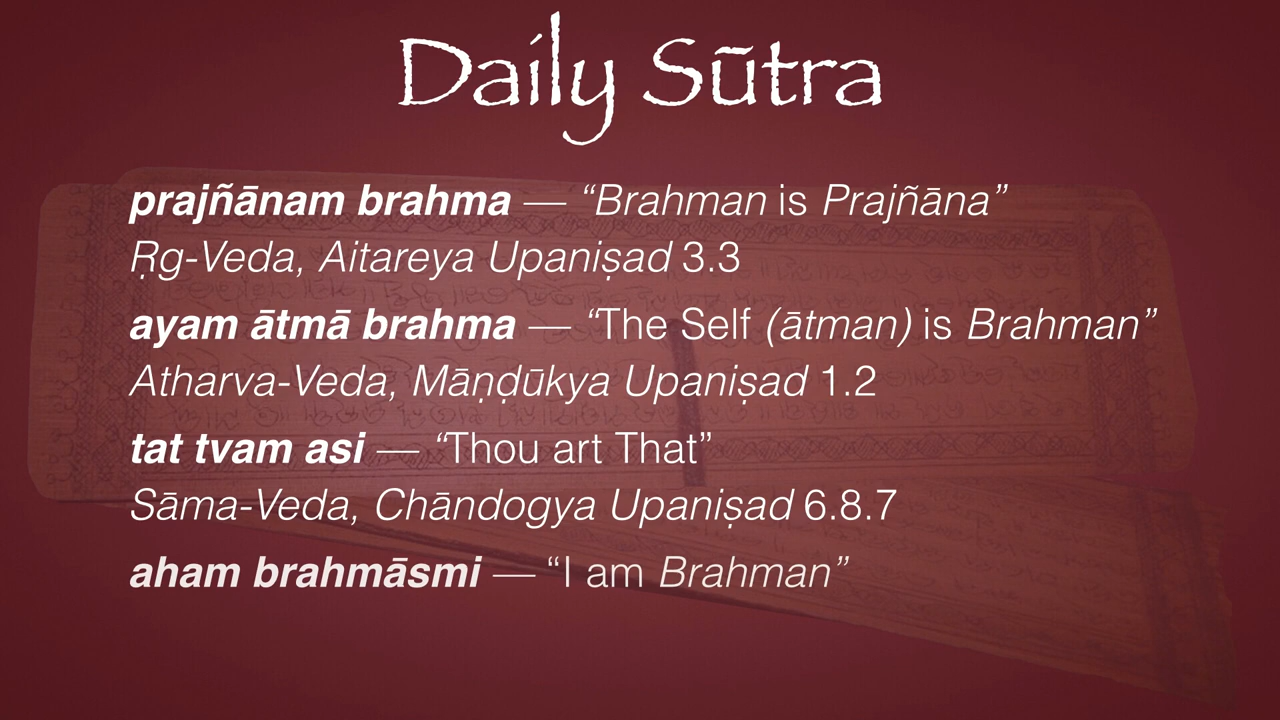 Daily Sūtra
prajñānam brahma — “Brahman is Prajñāna”
Ṛg-Veda, Aitareya Upaniṣad 3.3
ayam ātmā brahma — “The Self (ātman) is Brahman”
Atharva-Veda, Māṇḍūkya Upaniṣad 1.2
tat tvam asi — “Thou art That”
Sāma-Veda, Chāndogya Upaniṣad 6.8.7
aham brahmāsmi — “I am Brahman”